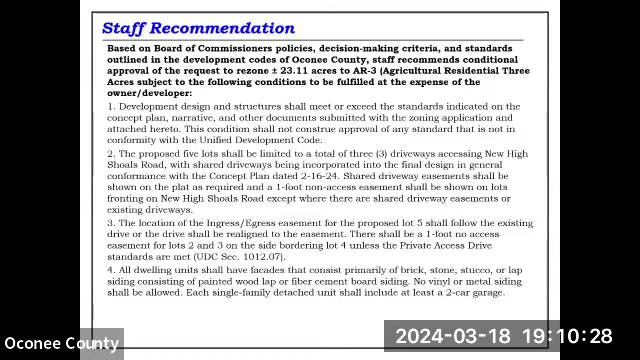 Staff Recommendation
Based on Board of Commissioners policies, decision-making criteria, and standards
outlined in the development codes of Oconee County, staff recommends conditional
approval of the request to rezone ± 23.11 acres to AR-3 (Agricultural Residential Three
Acres subject to the following conditions to be fulfilled at the expense of the
owner/developer:
1. Development design and structures shall meet or exceed the standards indicated on the
concept plan, narrative, and other documents submitted with the zoning application and
attached hereto. This condition shall not construe approval of any standard that is not in
conformity with the Unified Development Code.
2. The proposed five lots shall be limited to a total of three (3) driveways accessing New High
Shoals Road, with shared driveways being incorporated into the final design in general
conformance with the Concept Plan dated 2-16-24. Shared driveway easements shall be
shown on the plat as required and a 1-foot non-access easement shall be shown on lots
fronting on New High Shoals Road except where there are shared driveway easements or
existing driveways.
3. The location of the Ingress/Egress easement for the proposed lot 5 shall follow the existing
drive or the drive shall be realigned to the easement. There shall be a 1-foot no access
easement for lots 2 and 3 on the side bordering lot 4 unless the Private Access Drive
standards are met (UDC Sec. 1012.07).
4. All dwelling units shall have facades that consist primarily of brick, stone, stucco, or lap
siding consisting of painted wood lap or fiber cement board siding. No vinyl or metal siding
shall be allowed. Each single-family detached unit shall include at least a 2-car garage.
Oconee County
2024-03-18 19:10:28